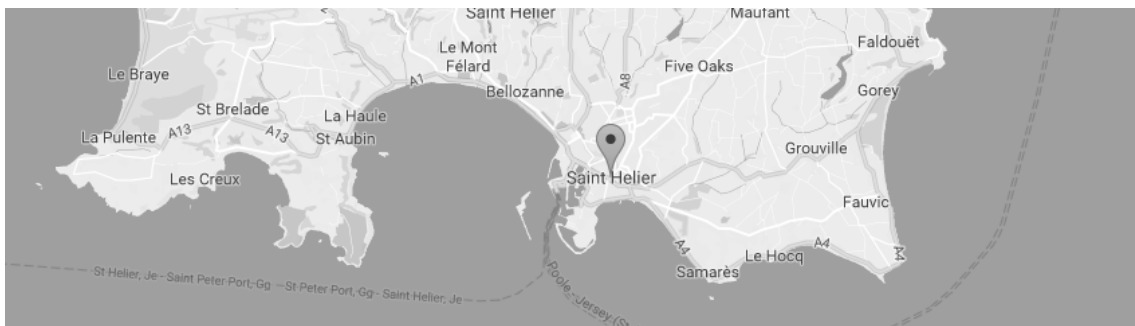 Saint Helier
Maufant
Le Mont
Félard
Faldouët
Le Braye
A1
A8
Five Oaks
Bellozanne
Gorey
St Brelade
La Haule
La Pulente
A13
A13
St Aubin
Grouville
Les Creux
Saint Helier
Fauvic
A4
A4
A4
Le Hocq
Samarès
St Helier, Je - Saint Peter Port, Gg
St Peter Port, Gg - Saint Helier, Je
Poole - Jersey (St